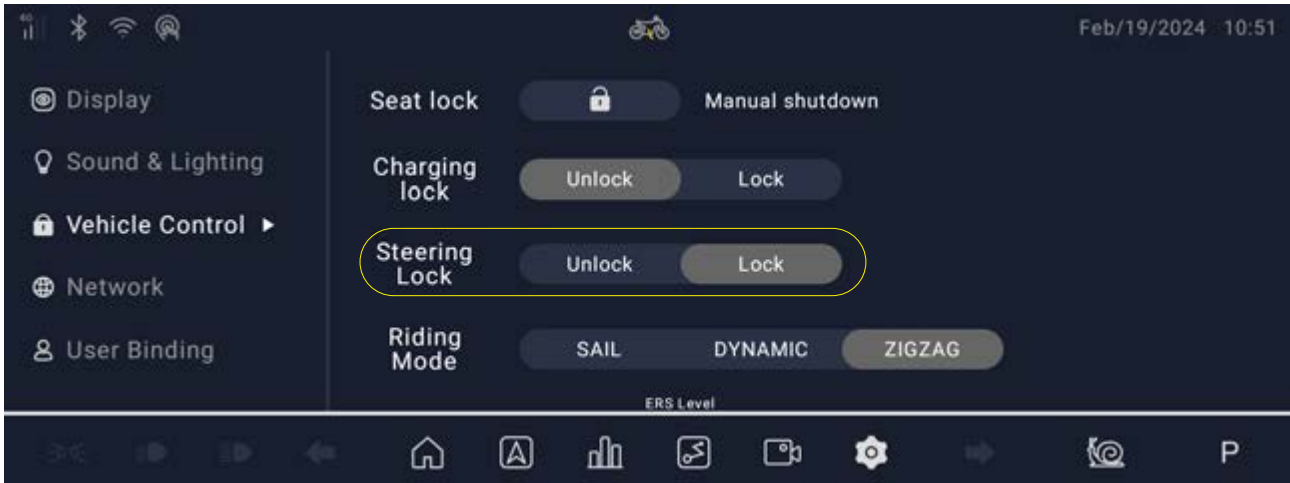 4G
Feb/19/2024 10:51
Display
Sound & Lighting
Vehicle Control
Network
User Binding
Seat lock
Manual shutdown
Charging
lock
Unlock Lock
Steering
Lock
Unlock Lock
Riding
Mode
SAIL DYNAMIC ZIGZAG
ERS Level
P